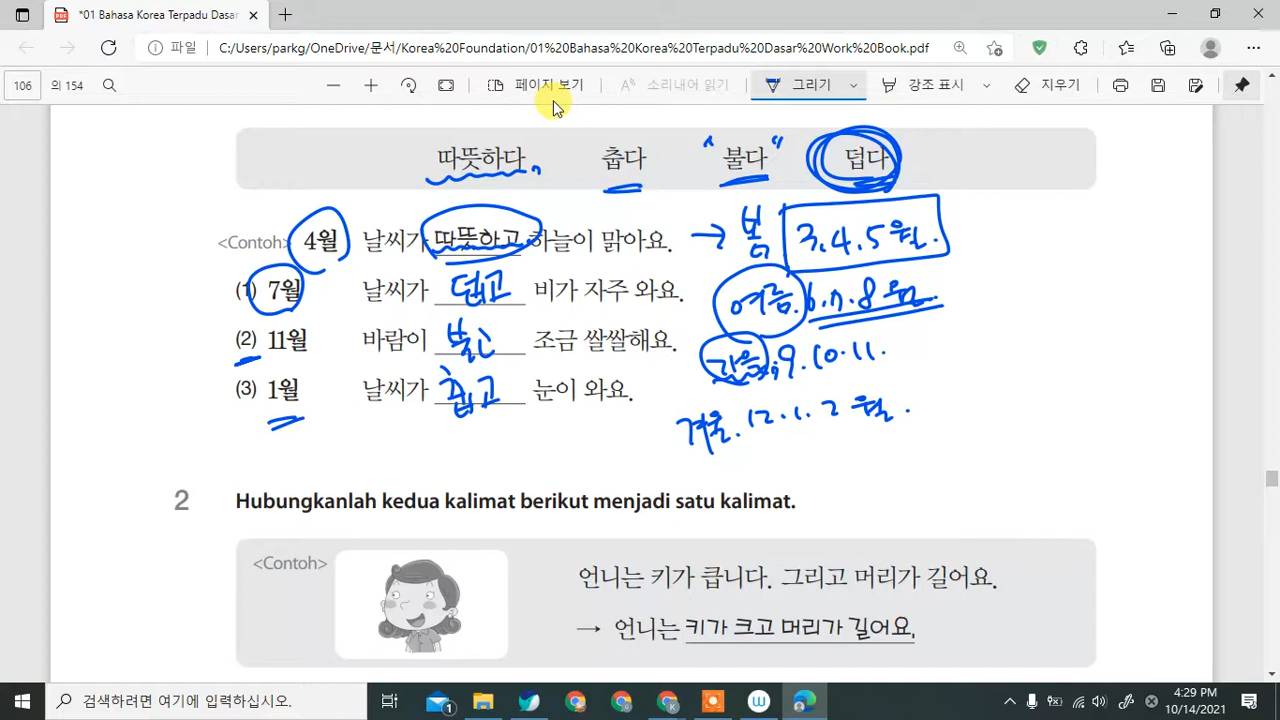 *01 Bahasa Korea Terpadu Dasar
파일 C:/Users/parkg/OneDrive/문서/Korea%20Foundation/01%20Bahasa%20Korea%20Terpadu%20Dasar%20Work%20Book.pdf
106 의 154 페이지 보기 소리내어 읽기 그리기 강조 표시 지우기
따뜻하다 춥다 "불다" 덥다
<Contoh> 4월 날씨가 따뜻하고 하늘이 맑아요. → 봄 3, 4, 5월.
(1) 7월 날씨가 덥고 비가 자주 와요. 여름. 6. 7. 8월
(2) 11월 바람이 불고 조금 쌀쌀해요. 가을, 9. 10. 11.
(3) 1월 날씨가 춥고 눈이 와요.
겨울. 12. 1. 2월.
2 Hubungkanlah kedua kalimat berikut menjadi satu kalimat.
<Contoh> 언니는 키가 큽니다. 그리고 머리가 길어요.
→ 언니는 키가 크고 머리가 길어요.
검색하려면 여기에 입력하십시오.
4:29 PM
10/14/2021